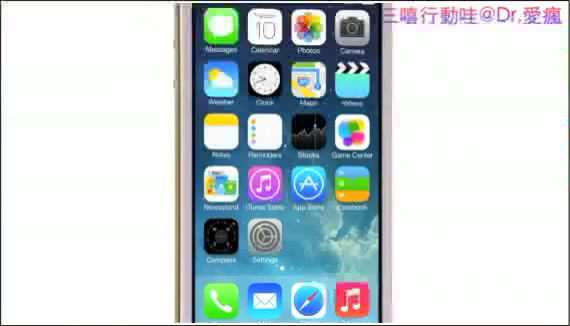 三嘻行動哇@Dr.愛瘋
Messages Calendar Photos Camera
10
Weather Clock Maps Videos
Notes Reminders Stocks Game Center
Newsstand iTunes Store App Store Passbook
Compass Settings